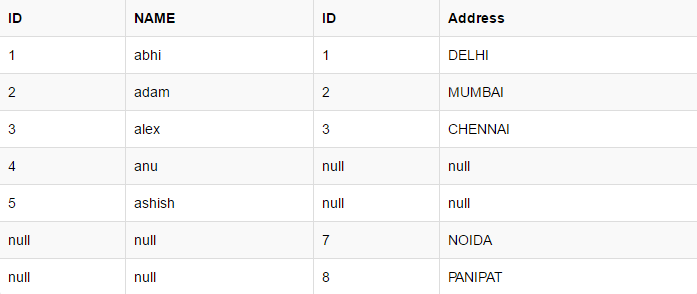 ID NAME ID Address
1 abhi 1 DELHI
2 adam 2 MUMBAI
3 alex 3 CHENNAI
4 anu null null
5 ashish null null
null null 7 NOIDA
null null 8 PANIPAT